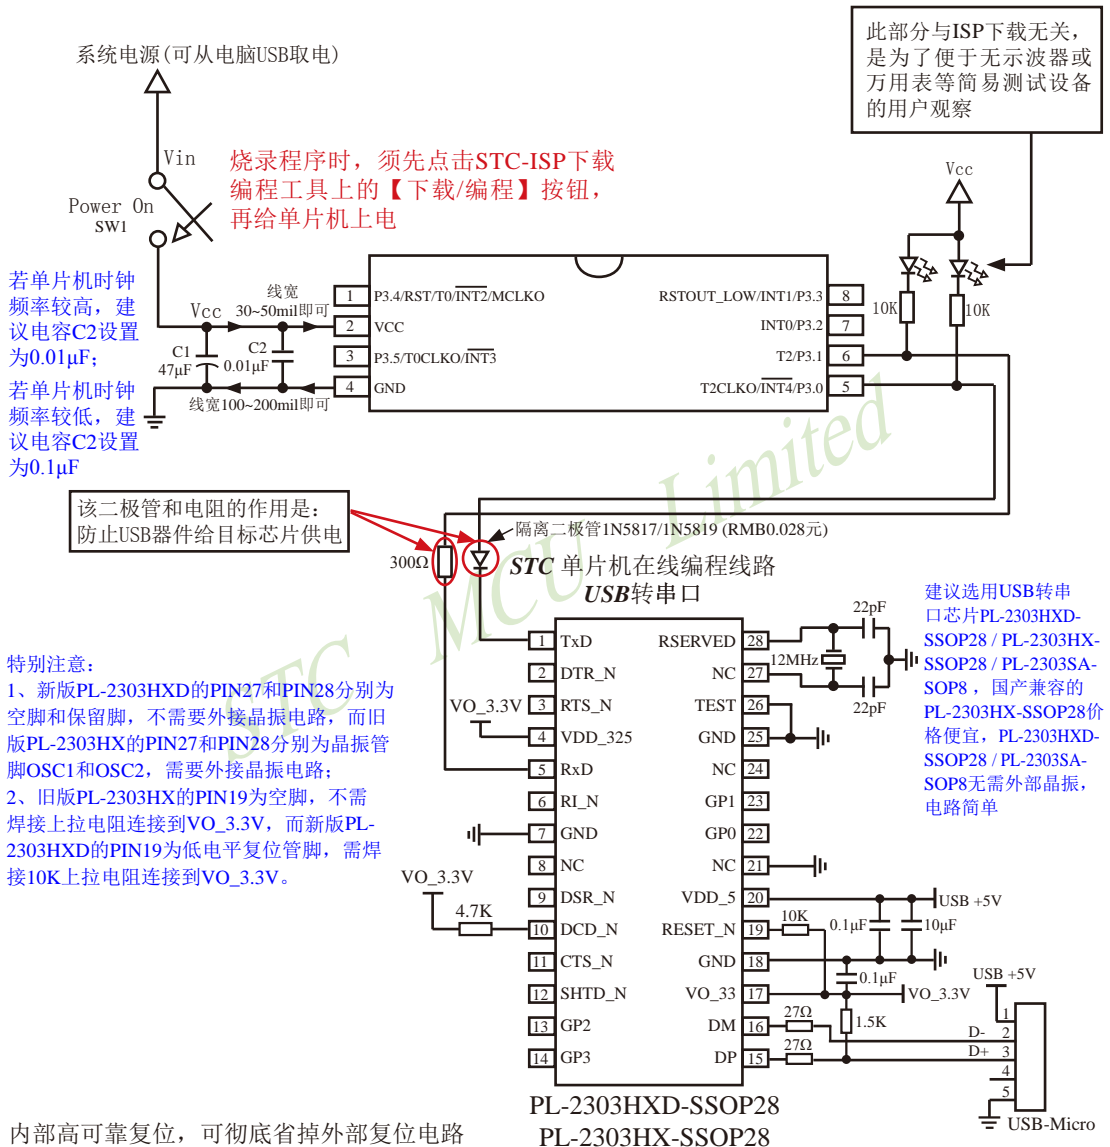 此部分与ISP下载无关，
是为了便于无示波器或
万用表等简易测试设备
的用户观察
系统电源(可从电脑USB取电)
Vin
Power On
SW1
烧录程序时，须先点击STC-ISP下载
编程工具上的【下载/编程】按钮，
再给单片机上电
Vcc
10K
10K
若单片机时钟
频率较高，建
议电容C2设置
为0.01μF；
若单片机时钟
频率较低，建
议电容C2设置
为0.1μF
Vcc
线宽
30~50mil即可
C1
47μF
C2
0.01μF
线宽100~200mil即可
1 P3.4/RST/T0/INT2/MCLKO
2 VCC
3 P3.5/T0CLKO/INT3
4 GND
RSTOUT_LOW/INT1/P3.3 8
INT0/P3.2 7
T2/P3.1 6
T2CLKO/INT4/P3.0 5
该二极管和电阻的作用是：
防止USB器件给目标芯片供电
300Ω
隔离二极管1N5817/1N5819 (RMB0.028元)
STC 单片机在线编程线路
USB转串口
STC MCU Limited
特别注意：
1、新版PL-2303HXD的PIN27和PIN28分别为
空脚和保留脚，不需要外接晶振电路，而旧
版PL-2303HX的PIN27和PIN28分别为晶振管
脚OSC1和OSC2，需要外接晶振电路；
2、旧版PL-2303HX的PIN19为空脚，不需
焊接上拉电阻连接到VO_3.3V，而新版PL-
2303HXD的PIN19为低电平复位管脚，需焊
接10K上拉电阻连接到VO_3.3V。
建议选用USB转串
口芯片PL-2303HXD-
SSOP28 / PL-2303HX-
SSOP28 / PL-2303SA-
SOP8 ，国产兼容的
PL-2303HX-SSOP28价
格便宜，PL-2303HXD-
SSOP28 / PL-2303SA-
SOP8无需外部晶振，
电路简单
VO_3.3V
VO_3.3V
4.7K
1 TxD
2 DTR_N
3 RTS_N
4 VDD_325
5 RxD
6 RI_N
7 GND
8 NC
9 DSR_N
10 DCD_N
11 CTS_N
12 SHTD_N
13 GP2
14 GP3
RSERVED 28
NC 27
TEST 26
GND 25
NC 24
GP1 23
GP0 22
NC 21
VDD_5 20
RESET_N 19
GND 18
VO_33 17
DM 16
DP 15
22pF
12MHz
22pF
USB +5V
10K
0.1μF
10μF
0.1μF
VO_3.3V
27Ω
1.5K
27Ω
USB +5V
1
D- 2
D+ 3
4
5
USB-Micro
PL-2303HXD-SSOP28
PL-2303HX-SSOP28
内部高可靠复位，可彻底省掉外部复位电路